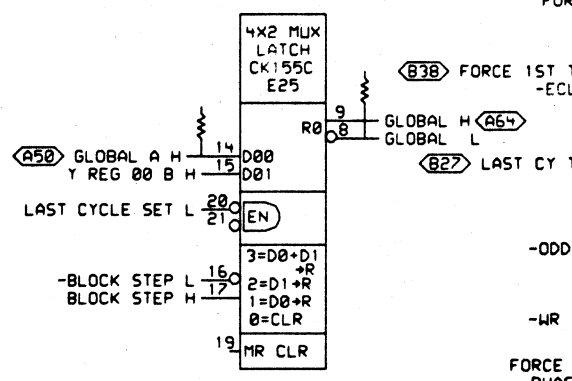 FOR
4X2 MUX
LATCH
CK155C
E25
B38 FORCE 1ST T
-ECL
R0
9 GLOBAL H A64
8 GLOBAL L
A50 GLOBAL A H 14 D00
Y REG 00 B H 15 D01
B27 LAST CY T
LAST CYCLE SET L 20
21
EN
3=D0+D1
→R
-BLOCK STEP L 16
2=D1→R
BLOCK STEP H 17
1=D0→R
0=CLR
19 MR CLR
-ODD
-WR
FORCE